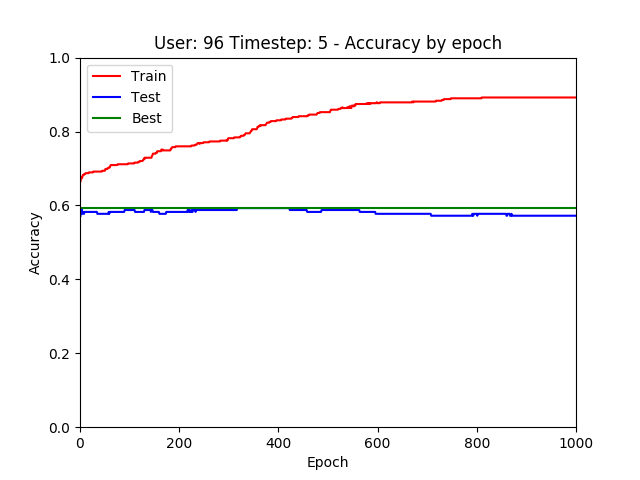 User: 96 Timestep: 5 - Accuracy by epoch
1.0
0.8
0.6
0.4
0.2
0.0
Accuracy
Train
Test
Best
0 200 400 600 800 1000
Epoch